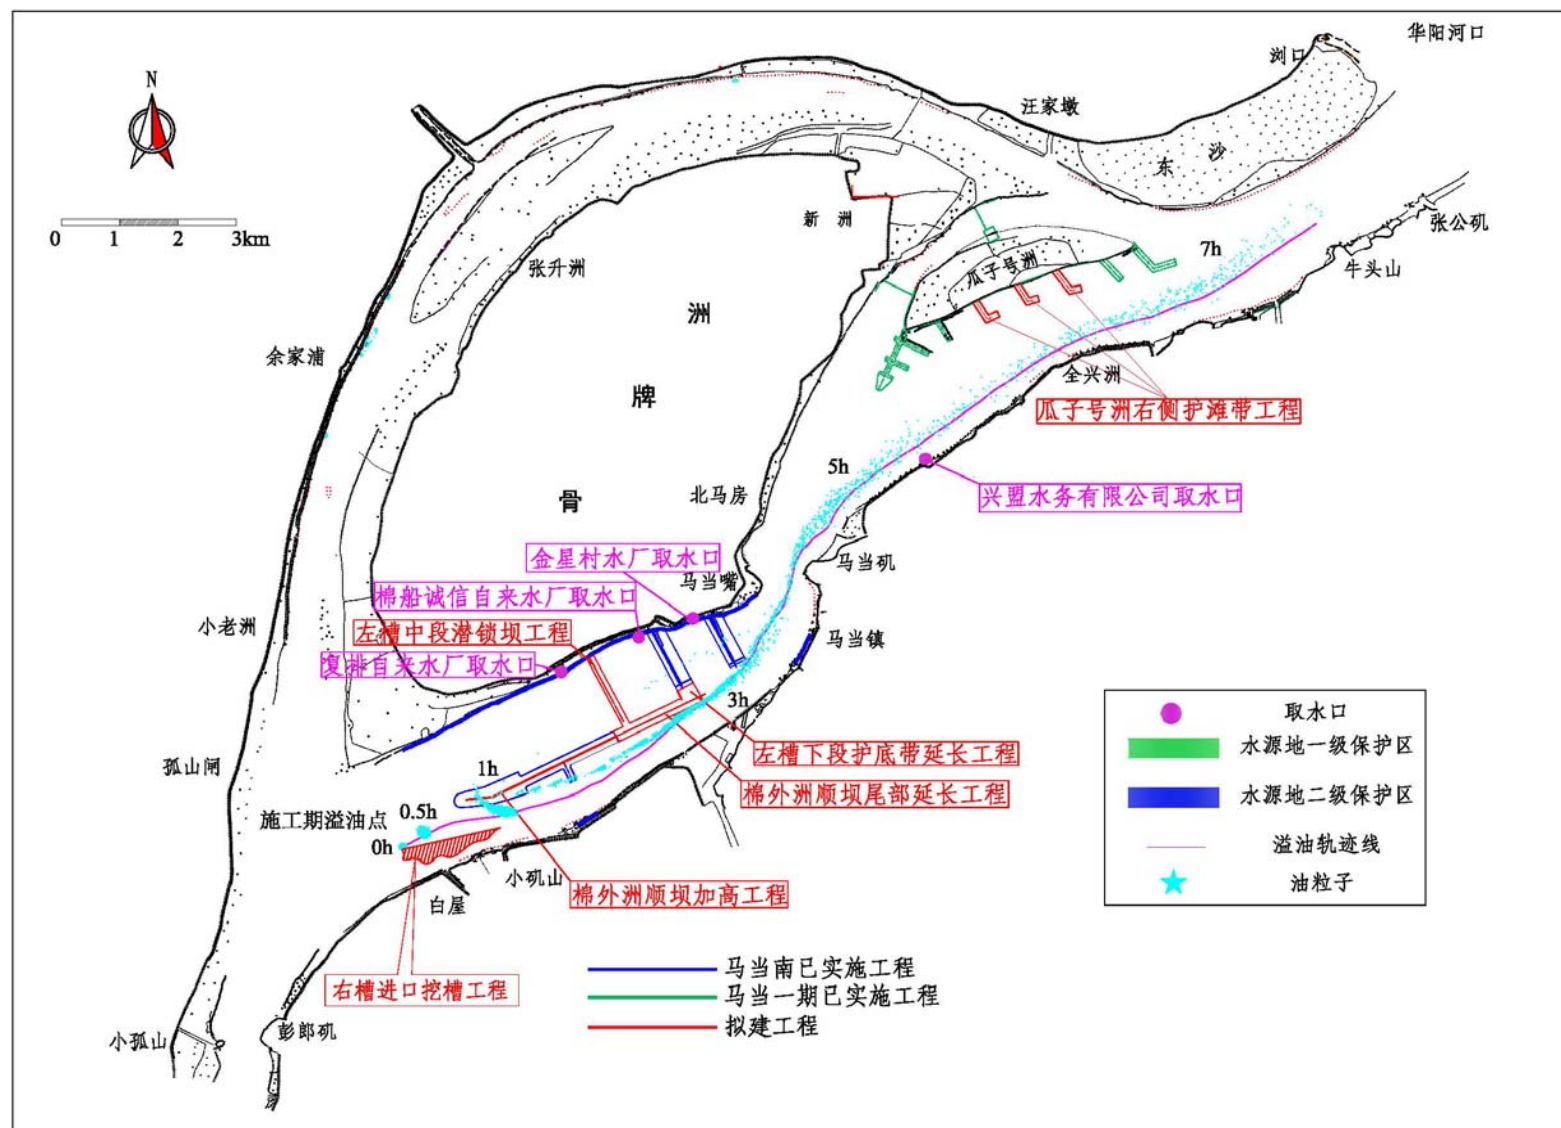 华阳河口
浏口
汪家墩
N
东 沙
0 1 2 3km
新 洲
张公矶
7h
张升洲
瓜子号洲
牛头山
洲
余家浦
全兴洲
牌
瓜子号洲右侧护滩带工程
5h
北马房
骨
兴盟水务有限公司取水口
金星村水厂取水口
马当矶
马当嘴
棉船诚信自来水厂取水口
小老洲
左槽中段潜锁坝工程
马当镇
复排自来水厂取水口
3h
取水口
水源地一级保护区
左槽下段护底带延长工程
孤山闸
1h
棉外洲顺坝尾部延长工程
水源地二级保护区
施工期溢油点
0.5h
溢油轨迹线
0h
小矶山
油粒子
棉外洲顺坝加高工程
白屋
马当南已实施工程
右槽进口挖槽工程
马当一期已实施工程
拟建工程
彭郎矶
小孤山